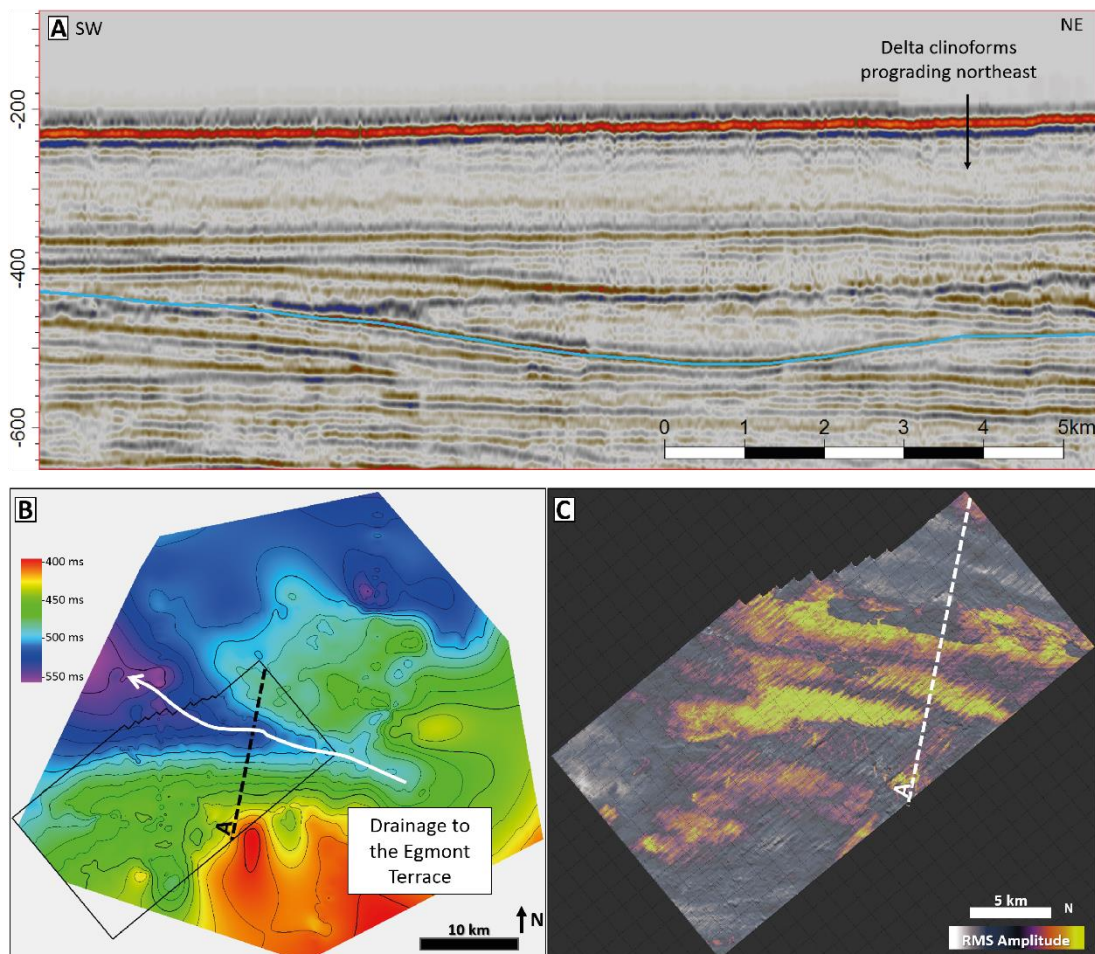 A SW
NE
Delta clinoforms
prograding northeast
-200
-400
-600
0 1 2 3 4 5km
B
-400 ms
-450 ms
-500 ms
-550 ms
A
Drainage to
the Egmont
Terrace
N
10 km
C
A
5 km
N
RMS Amplitude